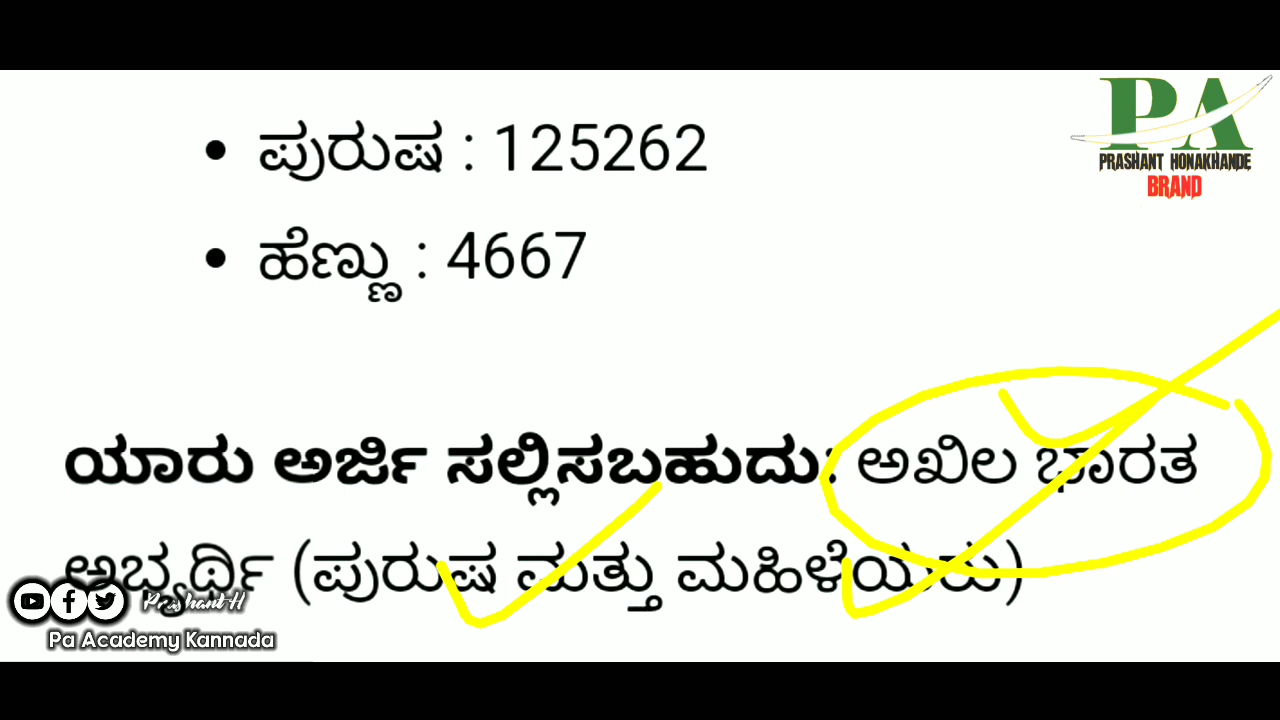 PA
PRASHANT HONAKHANDE
BRAND
• ಪುರುಷ : 125262
• ಹೆಣ್ಣು : 4667
ಯಾರು ಅರ್ಜಿ ಸಲ್ಲಿಸಬಹುದು: ಅಖಿಲ ಭಾರತ
ಅಭ್ಯರ್ಥಿ (ಪುರುಷ ಮತ್ತು ಮಹಿಳೆಯರು)
Prashant H
Pa Academy Kannada